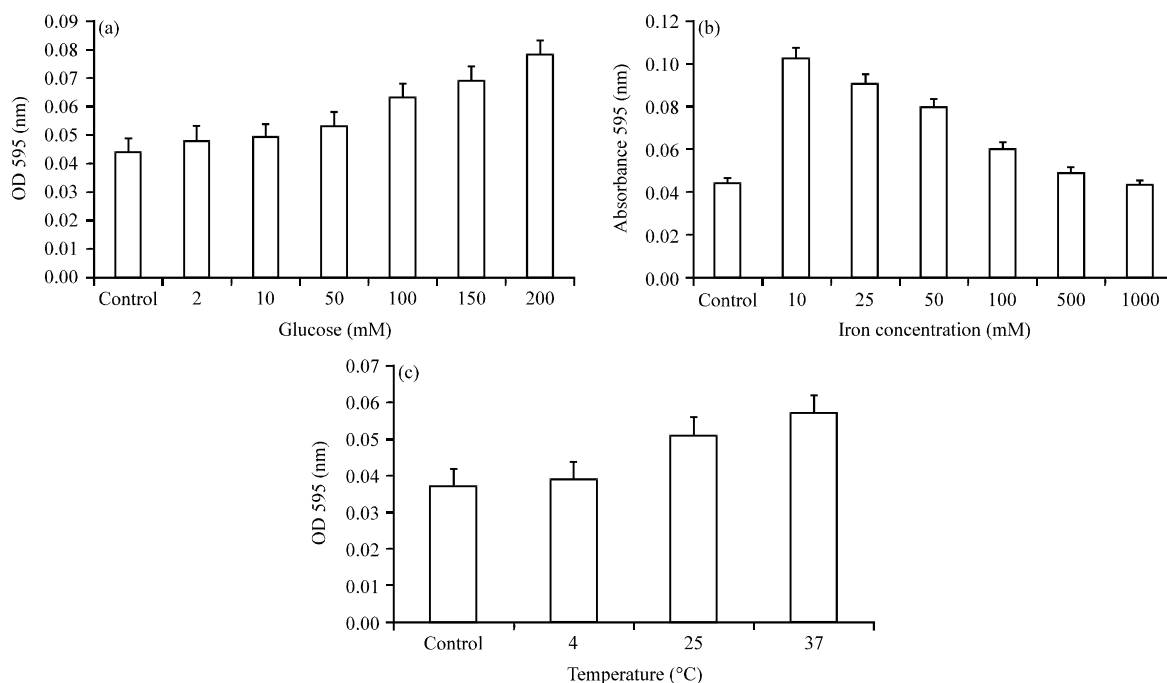 (a)
OD 595 (nm)
0.09
0.08
0.07
0.06
0.05
0.04
0.03
0.02
0.01
0.00
Control 2 10 50 100 150 200
Glucose (mM)
(b)
Absorbance 595 (nm)
0.12
0.10
0.08
0.06
0.04
0.02
0.00
Control 10 25 50 100 500 1000
Iron concentration (mM)
(c)
OD 595 (nm)
0.07
0.06
0.05
0.04
0.03
0.02
0.01
0.00
Control 4 25 37
Temperature (°C)